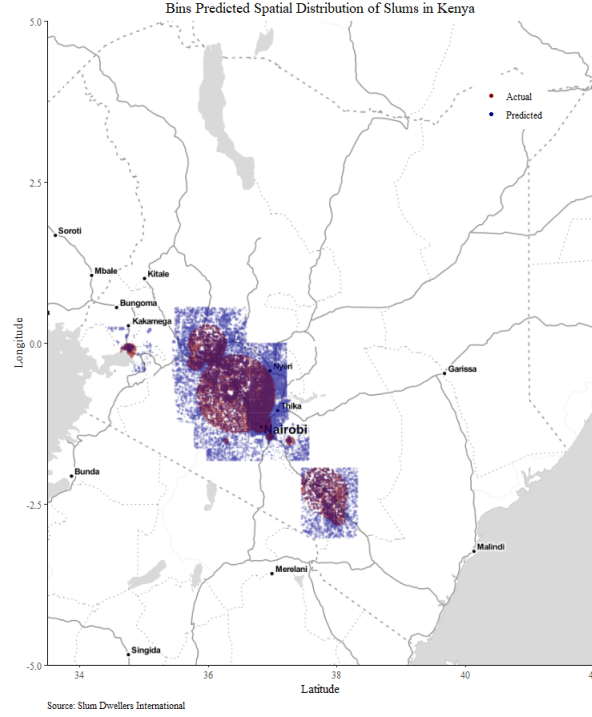 Bins Predicted Spatial Distribution of Slums in Kenya
5.0
Actual
Predicted
2.5
Soroti
Mbale
Kitale
Bungoma
Kakamega
0.0
Nyeri
Garissa
Thika
Nairobi
Bunda
-2.5
Malindi
Merelani
Singida
-5.0
34
36
38
40
Longitude
Latitude
Source: Slum Dwellers International